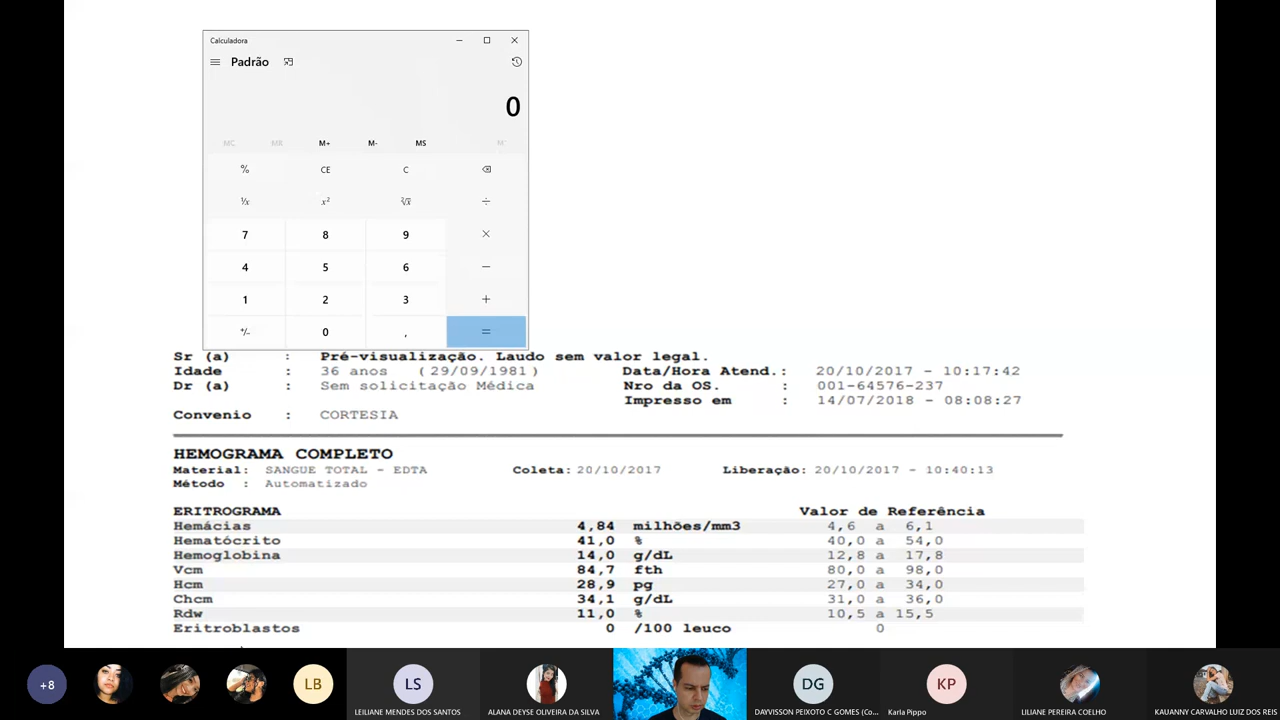 Calculadora
Padrão
0
MC MR M+ M- MS M˅
% CE C
¹/x x² ²√x ÷
7 8 9 ×
4 5 6 −
1 2 3 +
+/− 0 , =
Sr (a) : Pré-visualização. Laudo sem valor legal.
Idade : 36 anos (29/09/1981) Data/Hora Atend.: 20/10/2017 - 10:17:42
Dr (a) : Sem solicitação Médica Nro da OS. : 001-64576-237
Impresso em : 14/07/2018 - 08:08:27
Convenio : CORTESIA
HEMOGRAMA COMPLETO
Material: SANGUE TOTAL - EDTA Coleta: 20/10/2017 Liberação: 20/10/2017 - 10:40:13
Método : Automatizado
ERITROGRAMA Valor de Referência
Hemácias 4,84 milhões/mm3 4,6 a 6,1
Hematócrito 41,0 % 40,0 a 54,0
Hemoglobina 14,0 g/dL 12,8 a 17,8
Vcm 84,7 fth 80,0 a 98,0
Hcm 28,9 pg 27,0 a 34,0
Chcm 34,1 g/dL 31,0 a 36,0
Rdw 11,0 % 10,5 a 15,5
Eritroblastos 0 /100 leuco 0
+8 LB LS DG KP
LEILIANE MENDES DOS SANTOS ALANA DEYSE OLIVEIRA DA SILVA DAYVISSON PEIXOTO C GOMES (Co... Karla Pippo LILIANE PEREIRA COELHO KAUANNY CARVALHO LUIZ DOS REIS